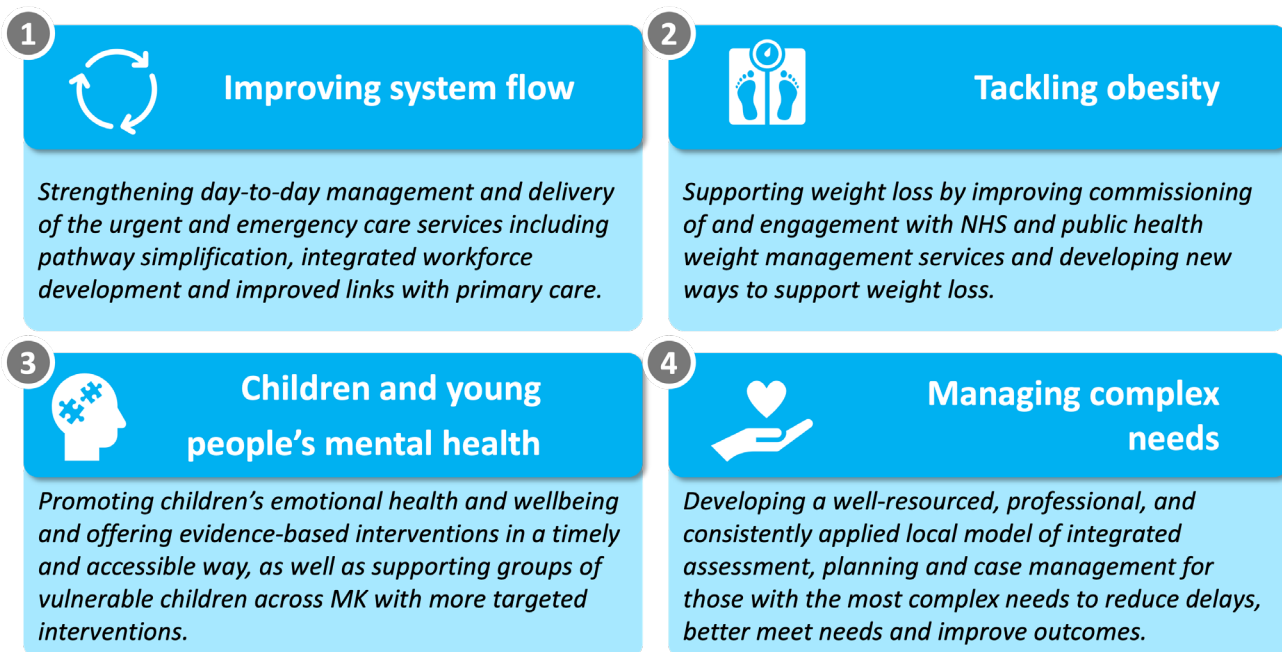 1
Improving system flow
Strengthening day-to-day management and delivery
of the urgent and emergency care services including
pathway simplification, integrated workforce
development and improved links with primary care.
2
Tackling obesity
Supporting weight loss by improving commissioning
of and engagement with NHS and public health
weight management services and developing new
ways to support weight loss.
3
Children and young
people’s mental health
Promoting children’s emotional health and wellbeing
and offering evidence-based interventions in a timely
and accessible way, as well as supporting groups of
vulnerable children across MK with more targeted
interventions.
4
Managing complex
needs
Developing a well-resourced, professional, and
consistently applied local model of integrated
assessment, planning and case management for
those with the most complex needs to reduce delays,
better meet needs and improve outcomes.